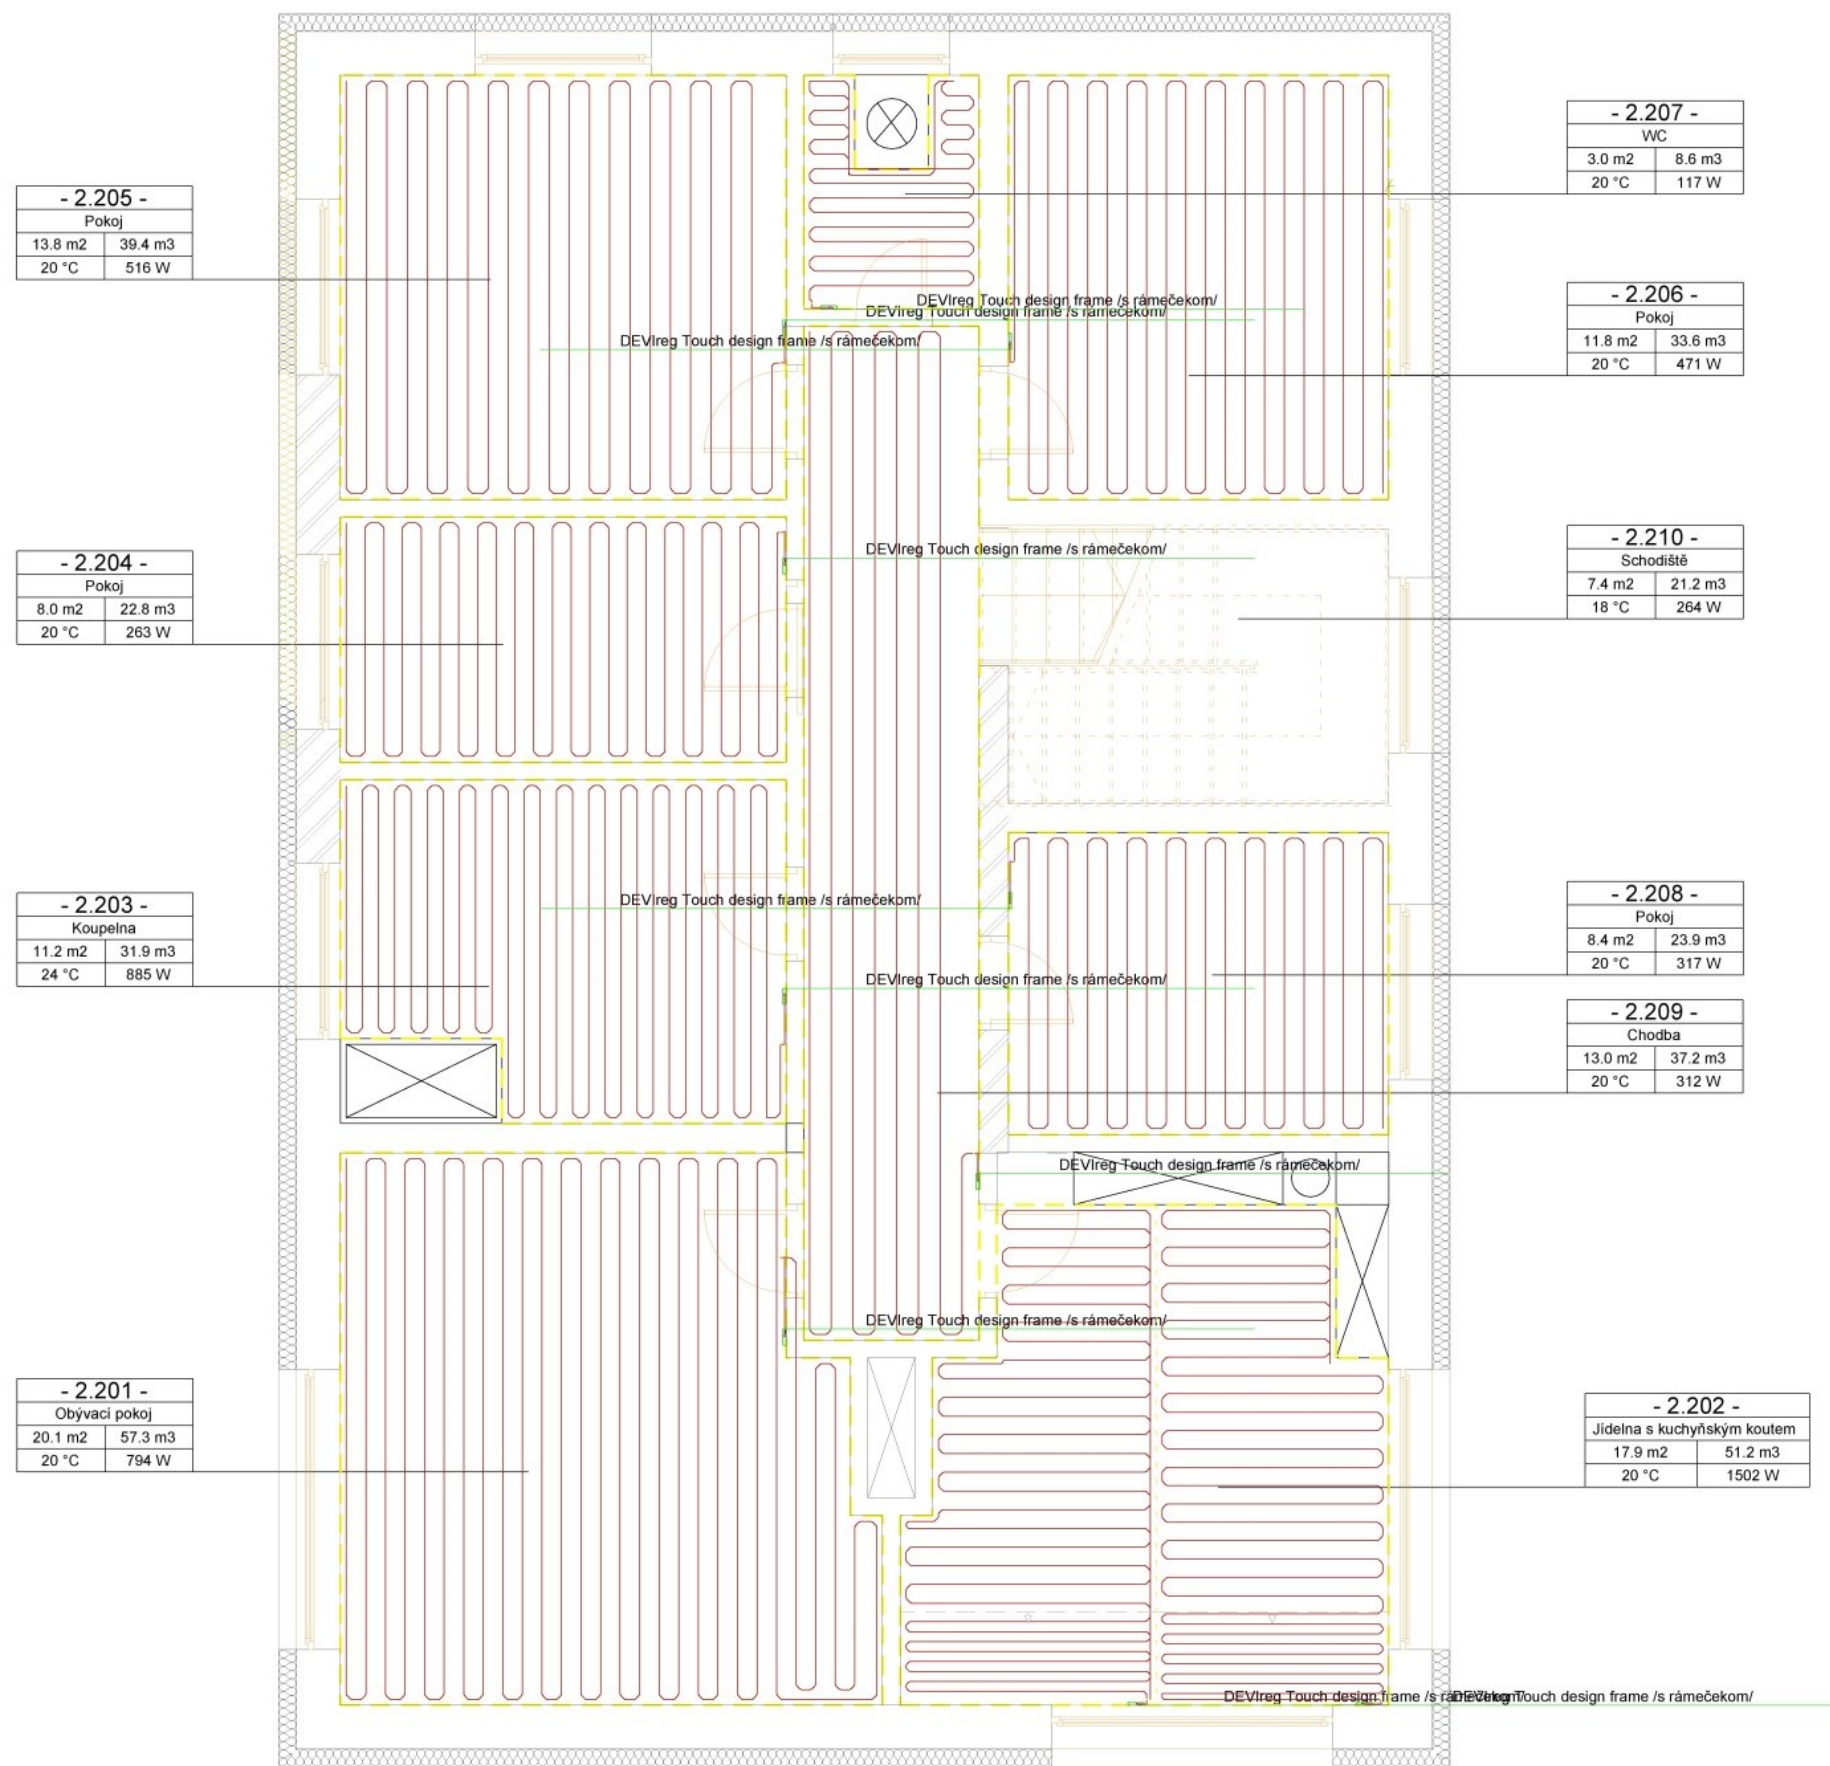 - 2.207 -
WC
3.0 m2 8.6 m3
20 °C 117 W
- 2.205 -
Pokoj
13.8 m2 39.4 m3
20 °C 516 W
- 2.206 -
Pokoj
11.8 m2 33.6 m3
20 °C 471 W
DEVIreg Touch design frame /s rámečekom/
DEVIreg Touch design frame /s rámečekom/
DEVIreg Touch design frame /s rámečekom/
- 2.210 -
Schodiště
7.4 m2 21.2 m3
18 °C 264 W
DEVIreg Touch design frame /s rámečekom/
- 2.204 -
Pokoj
8.0 m2 22.8 m3
20 °C 263 W
- 2.208 -
Pokoj
8.4 m2 23.9 m3
20 °C 317 W
- 2.203 -
Koupelna
11.2 m2 31.9 m3
24 °C 885 W
DEVIreg Touch design frame /s rámečekom/
DEVIreg Touch design frame /s rámečekom/
- 2.209 -
Chodba
13.0 m2 37.2 m3
20 °C 312 W
DEVIreg Touch design frame /s rámečekom/
DEVIreg Touch design frame /s rámečekom/
- 2.201 -
Obývací pokoj
20.1 m2 57.3 m3
20 °C 794 W
- 2.202 -
Jídelna s kuchyňským koutem
17.9 m2 51.2 m3
20 °C 1502 W
DEVIreg Touch design frame /s rámečekom/
DEVIreg Touch design frame /s rámečekom/